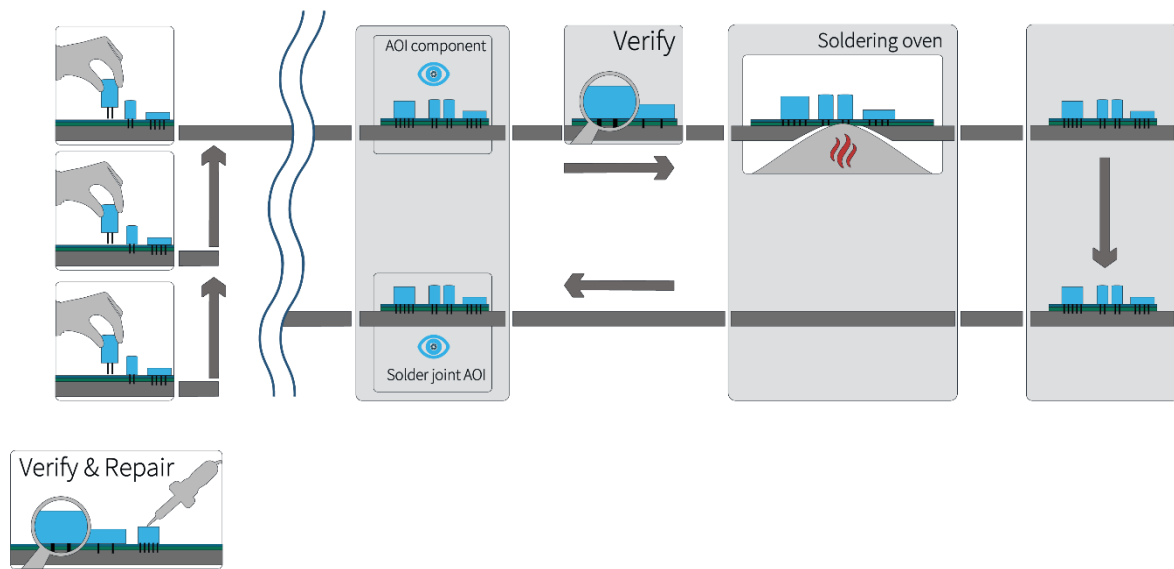 AOI component
Verify
Soldering oven
Solder joint AOI
Verify & Repair